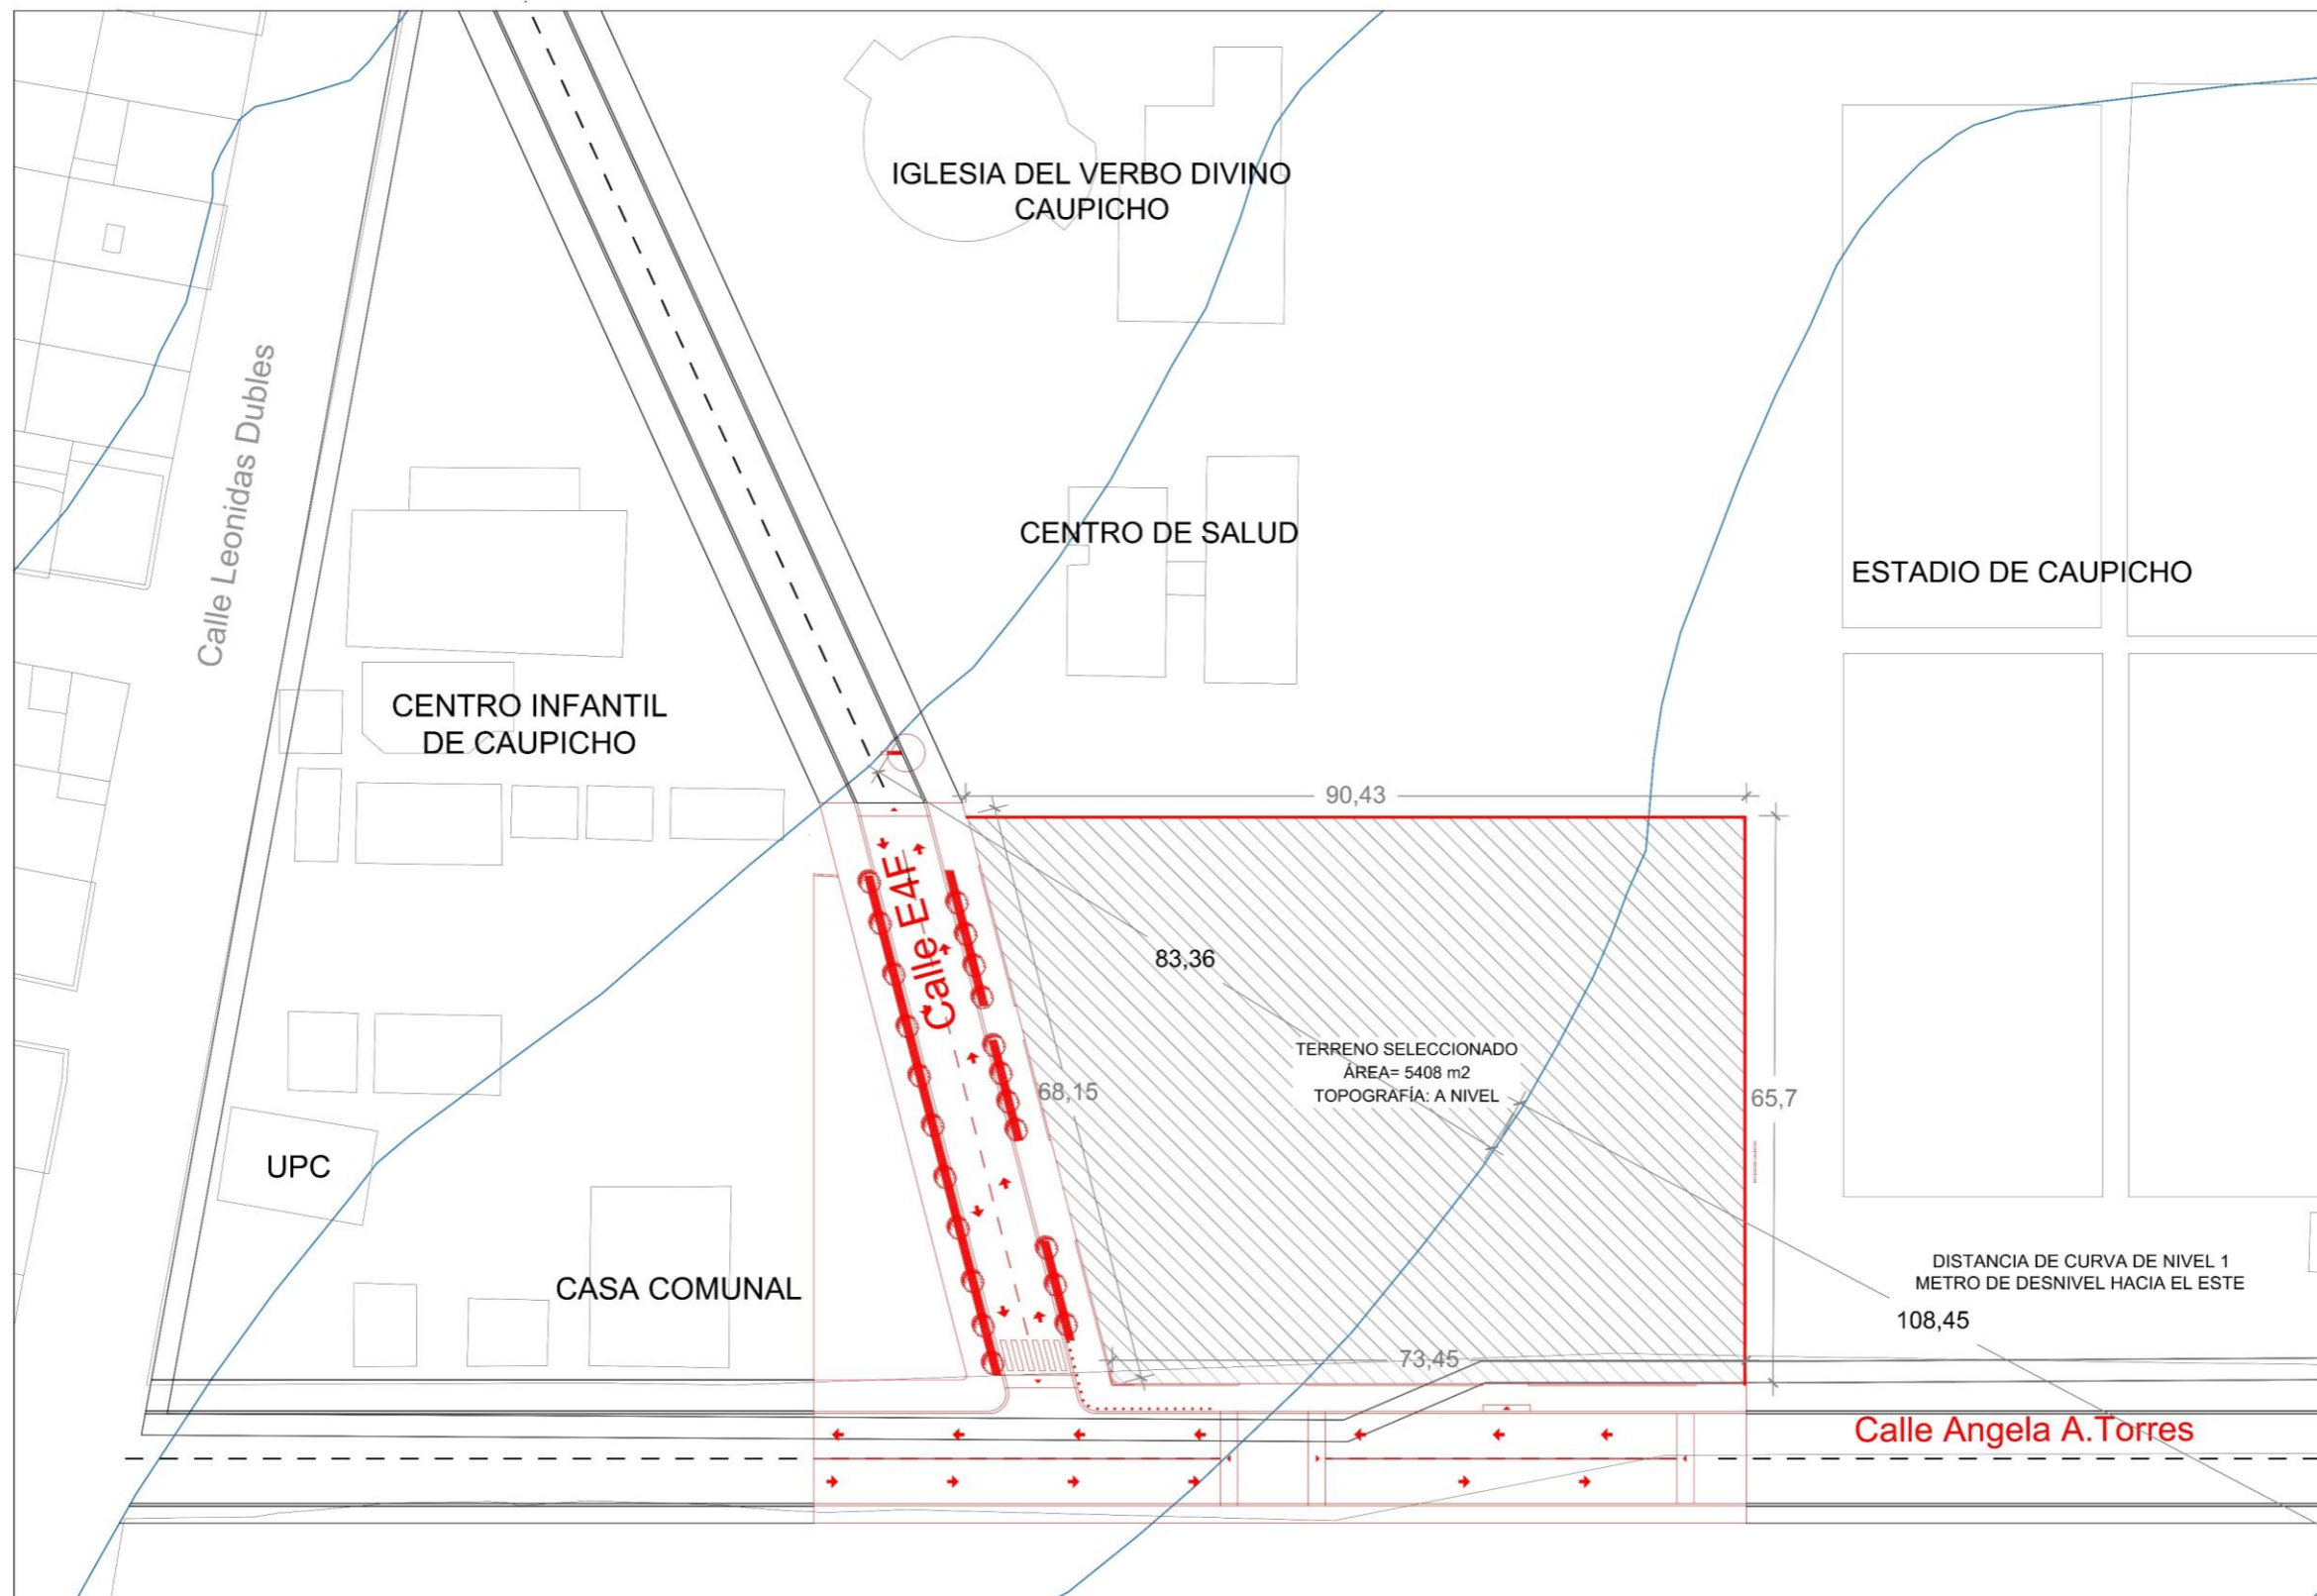 IGLESIA DEL VERBO DIVINO
CAUPICHO
Calle Leonidas Dubles
CENTRO DE SALUD
ESTADIO DE CAUPICHO
CENTRO INFANTIL
DE CAUPICHO
90,43
Calle E4F
83,36
TERRENO SELECCIONADO
ÁREA= 5408 m2
TOPOGRAFÍA: A NIVEL
68,15
65,7
UPC
CASA COMUNAL
DISTANCIA DE CURVA DE NIVEL 1
METRO DE DESNIVEL HACIA EL ESTE
108,45
73,45
Calle Angela A.Torres